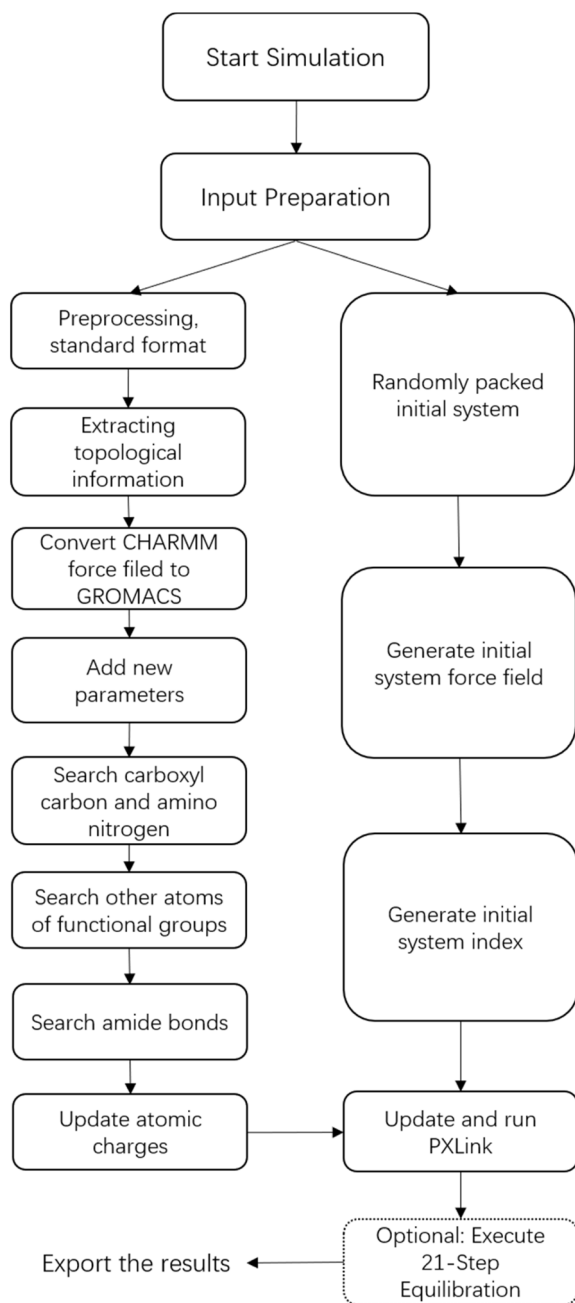 Start Simulation
Input Preparation
Preprocessing,
standard format
Extracting
topological
information
Convert CHARMM
force filed to
GROMACS
Add new
parameters
Search carboxyl
carbon and amino
nitrogen
Search other atoms
of functional groups
Search amide bonds
Update atomic
charges
Randomly packed
initial system
Generate initial
system force field
Generate initial
system index
Update and run
PXLink
Optional: Execute
21-Step
Equilibration
Export the results